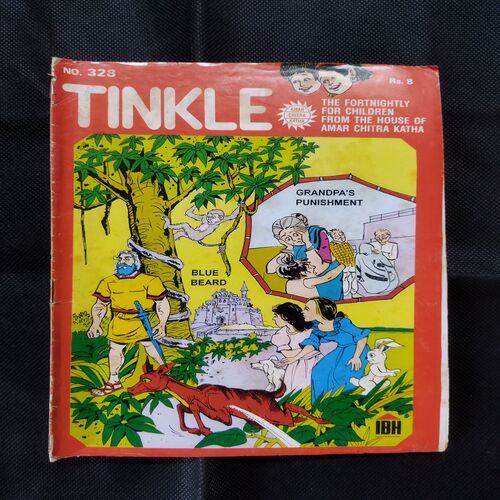 NO. 328
Rs. 8
TINKLE
AMAR
CHITRA
KATHA
THE FORTNIGHTLY
FOR CHILDREN
FROM THE HOUSE OF
AMAR CHITRA KATHA
GRANDPA'S
PUNISHMENT
BLUE
BEARD
IBH